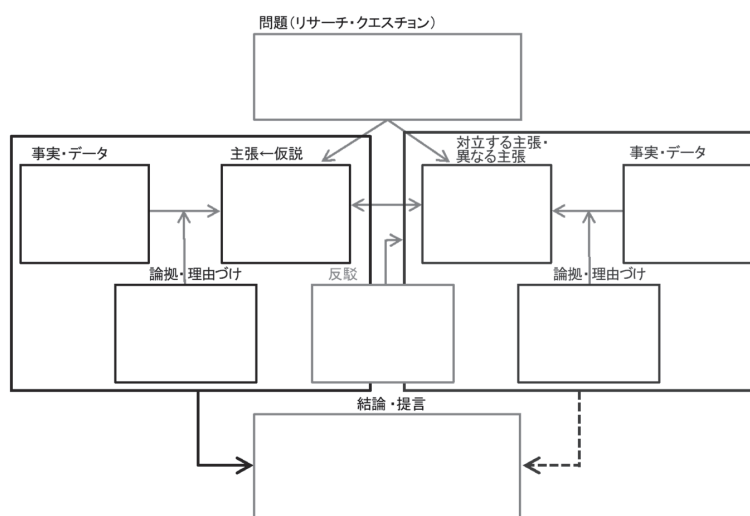 問題(リサーチ・クエスチョン)
事実・データ
主張←仮説
対立する主張・
異なる主張
事実・データ
論拠・理由づけ
反駁
論拠・理由づけ
結論・提言